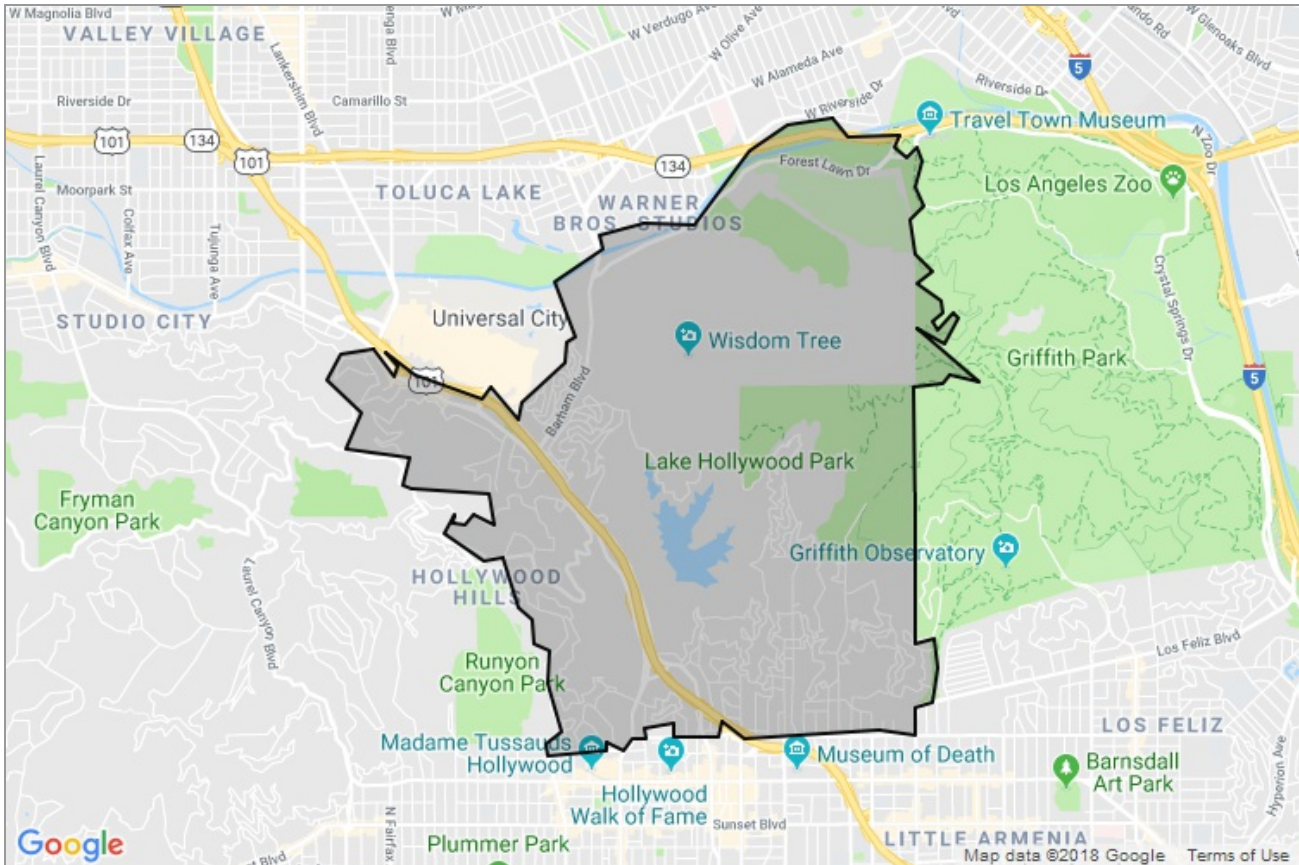 W Magnolia Blvd
VALLEY VILLAGE
Lankershim Blvd
W Verdugo Ave
W Olive Ave
W Glenoaks Blvd
W Alameda Ave
5
Riverside Dr
Riverside Dr
Camarillo St
W Riverside Dr
Travel Town Museum
N Zoo Dr
101
134
101
134
Forest Lawn Dr
Laurel Canyon Blvd
Moorpark St
Colfax Ave
Tujunga Ave
TOLUCA LAKE
WARNER
BROS. STUDIOS
Los Angeles Zoo
Crystal Springs Dr
STUDIO CITY
Universal City
Wisdom Tree
Griffith Park
101
5
Barham Blvd
Lake Hollywood Park
Fryman
Canyon Park
Griffith Observatory
HOLLYWOOD
HILLS
Laurel Canyon Blvd
Los Feliz Blvd
Runyon
Canyon Park
LOS FELIZ
Madame Tussauds
Hollywood
Museum of Death
Barnsdall
Art Park
Hyperion Ave
Hollywood
Walk of Fame
N Fairfax
Sunset Blvd
Plummer Park
LITTLE ARMENIA
Google
Map data ©2018 Google
Terms of Use